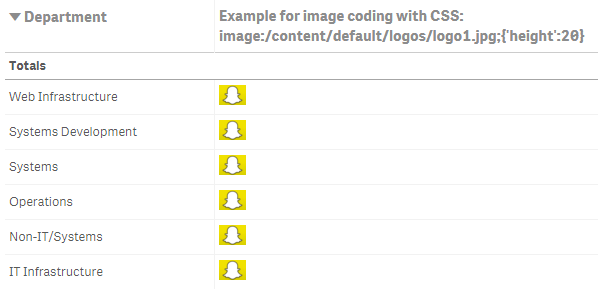 Department
Example for image coding with CSS:
image:/content/default/logos/logo1.jpg;{'height':20}
Totals
Web Infrastructure
Systems Development
Systems
Operations
Non-IT/Systems
IT Infrastructure